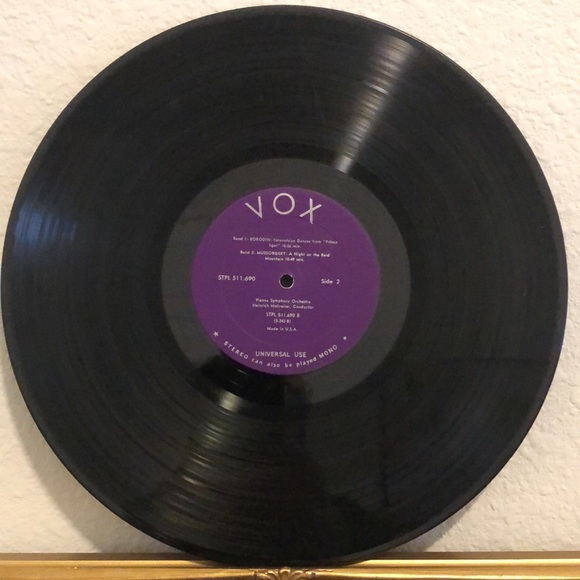 VOX
Band 1: BORODIN: Polovetsian Dances from "Prince
Igor" 10:56 min.
Band 2: MUSSORGSKY: A Night on the Bald
Mountain 10:49 min.
STPL 511.690 Side 2
Vienna Symphony Orchestra
Heinrich Hollreiser, Conductor
STPL 511.690 B
Made in U.S.A.
UNIVERSAL USE
★ STEREO can also be played MONO ★